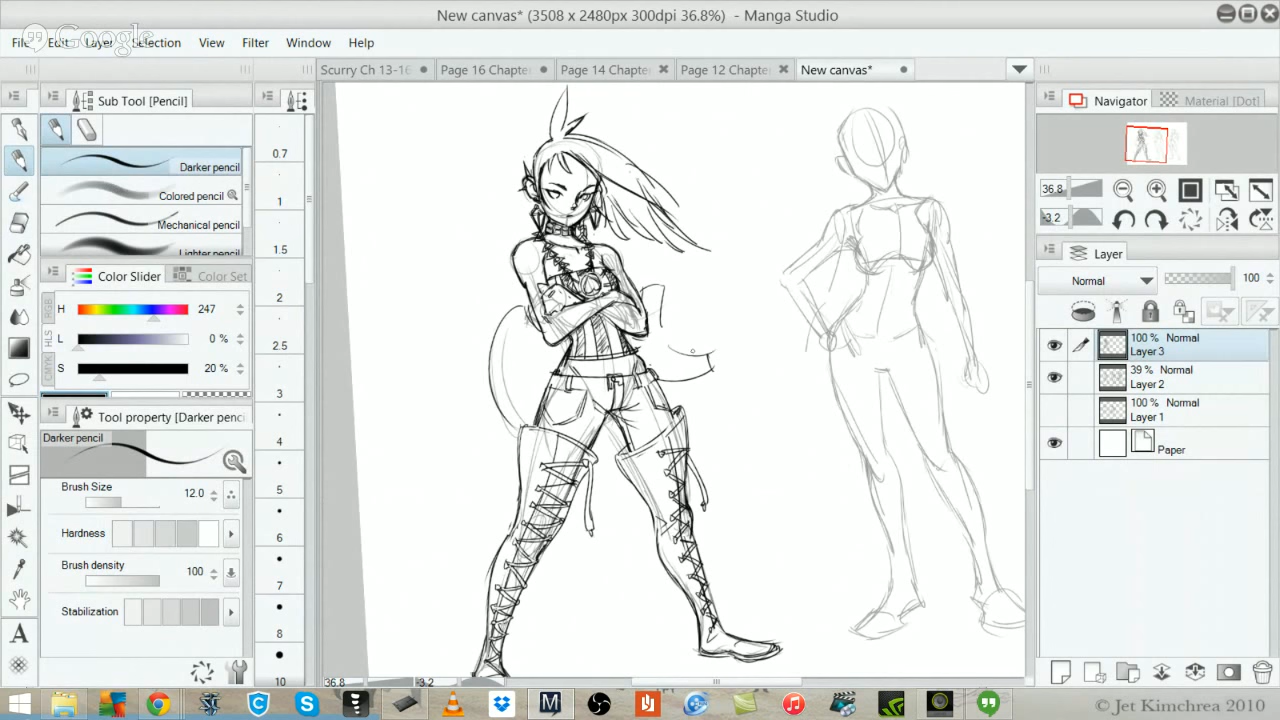 New canvas* (3508 x 2480px 300dpi 36.8%) - Manga Studio
File Edit Layer Selection View Filter Window Help
Google
Scurry Ch 13-16 Page 16 Chapte Page 14 Chapte Page 12 Chapte New canvas*
Sub Tool [Pencil]
Darker pencil
Colored pencil
Mechanical pencil
Lighter pencil
0.7
1
1.5
2
2.5
3
4
5
6
7
8
10
Color Slider Color Set
RGB
HLS
CMYK
H 247
L 0 %
S 20 %
Tool property [Darker penci
Darker pencil
Brush Size 12.0
Hardness
Brush density 100
Stabilization
36.8 -3.2
Navigator Material [Dot]
36.8
-3.2
Layer
Normal 100
100 % Normal
Layer 3
39 % Normal
Layer 2
100 % Normal
Layer 1
Paper
A
© Jet Kimchrea 2010